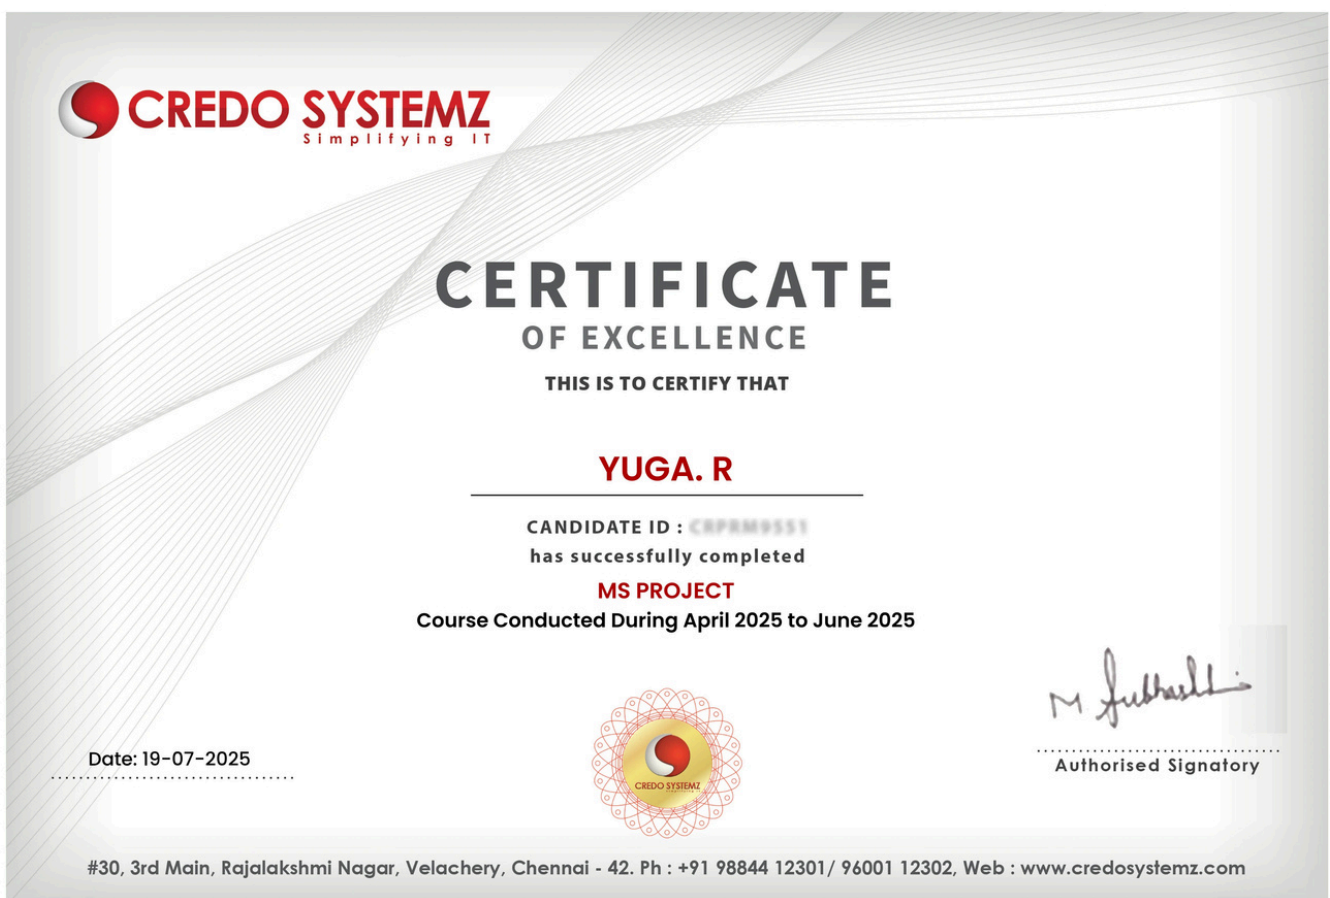 CREDO SYSTEMZ
Simplifying IT
CERTIFICATE
OF EXCELLENCE
THIS IS TO CERTIFY THAT
YUGA. R
CANDIDATE ID :
has successfully completed
MS PROJECT
Course Conducted During April 2025 to June 2025
Date: 19-07-2025
CREDO SYSTEMZ
Authorised Signatory
#30, 3rd Main, Rajalakshmi Nagar, Velachery, Chennai - 42. Ph : +91 98844 12301/ 96001 12302, Web : www.credosystemz.com